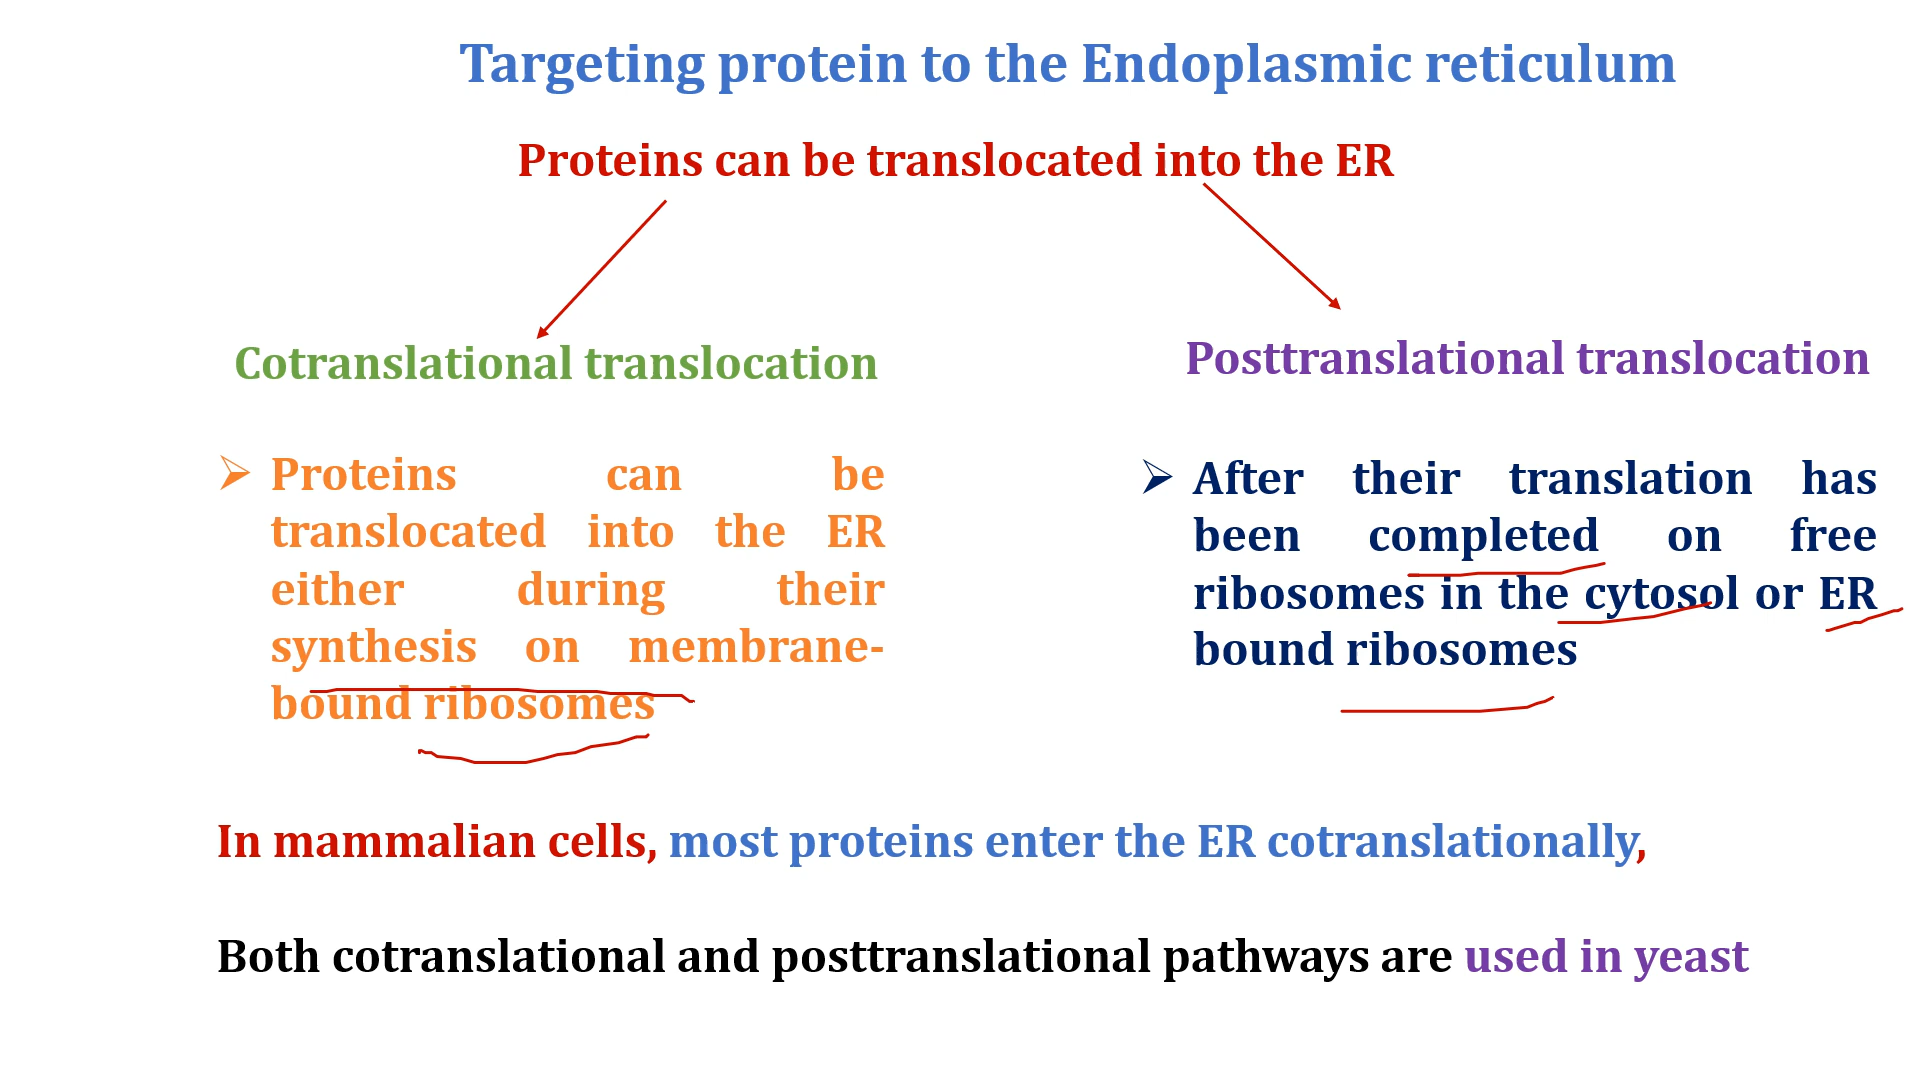 Targeting protein to the Endoplasmic reticulum
Proteins can be translocated into the ER
Cotranslational translocation
Proteins can be
translocated into the ER
either during their
synthesis on membrane-
bound ribosomes
Posttranslational translocation
After their translation has
been completed on free
ribosomes in the cytosol or ER
bound ribosomes
In mammalian cells, most proteins enter the ER cotranslationally,
Both cotranslational and posttranslational pathways are used in yeast